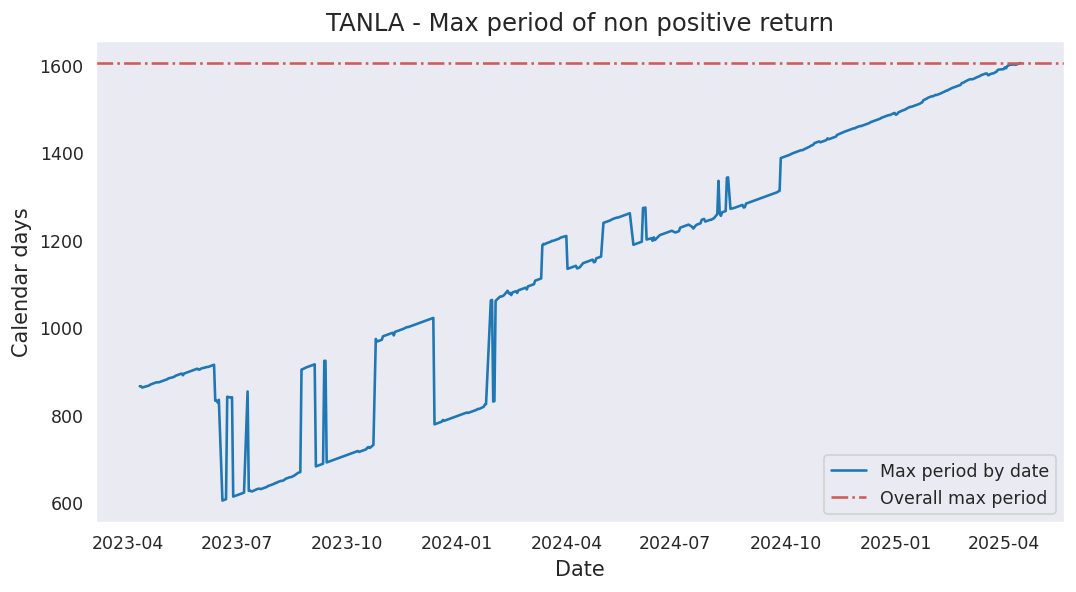 TANLA - Max period of non positive return
Calendar days
1600
1400
1200
1000
800
600
2023-04 2023-07 2023-10 2024-01 2024-04 2024-07 2024-10 2025-01 2025-04
Date
Max period by date
Overall max period